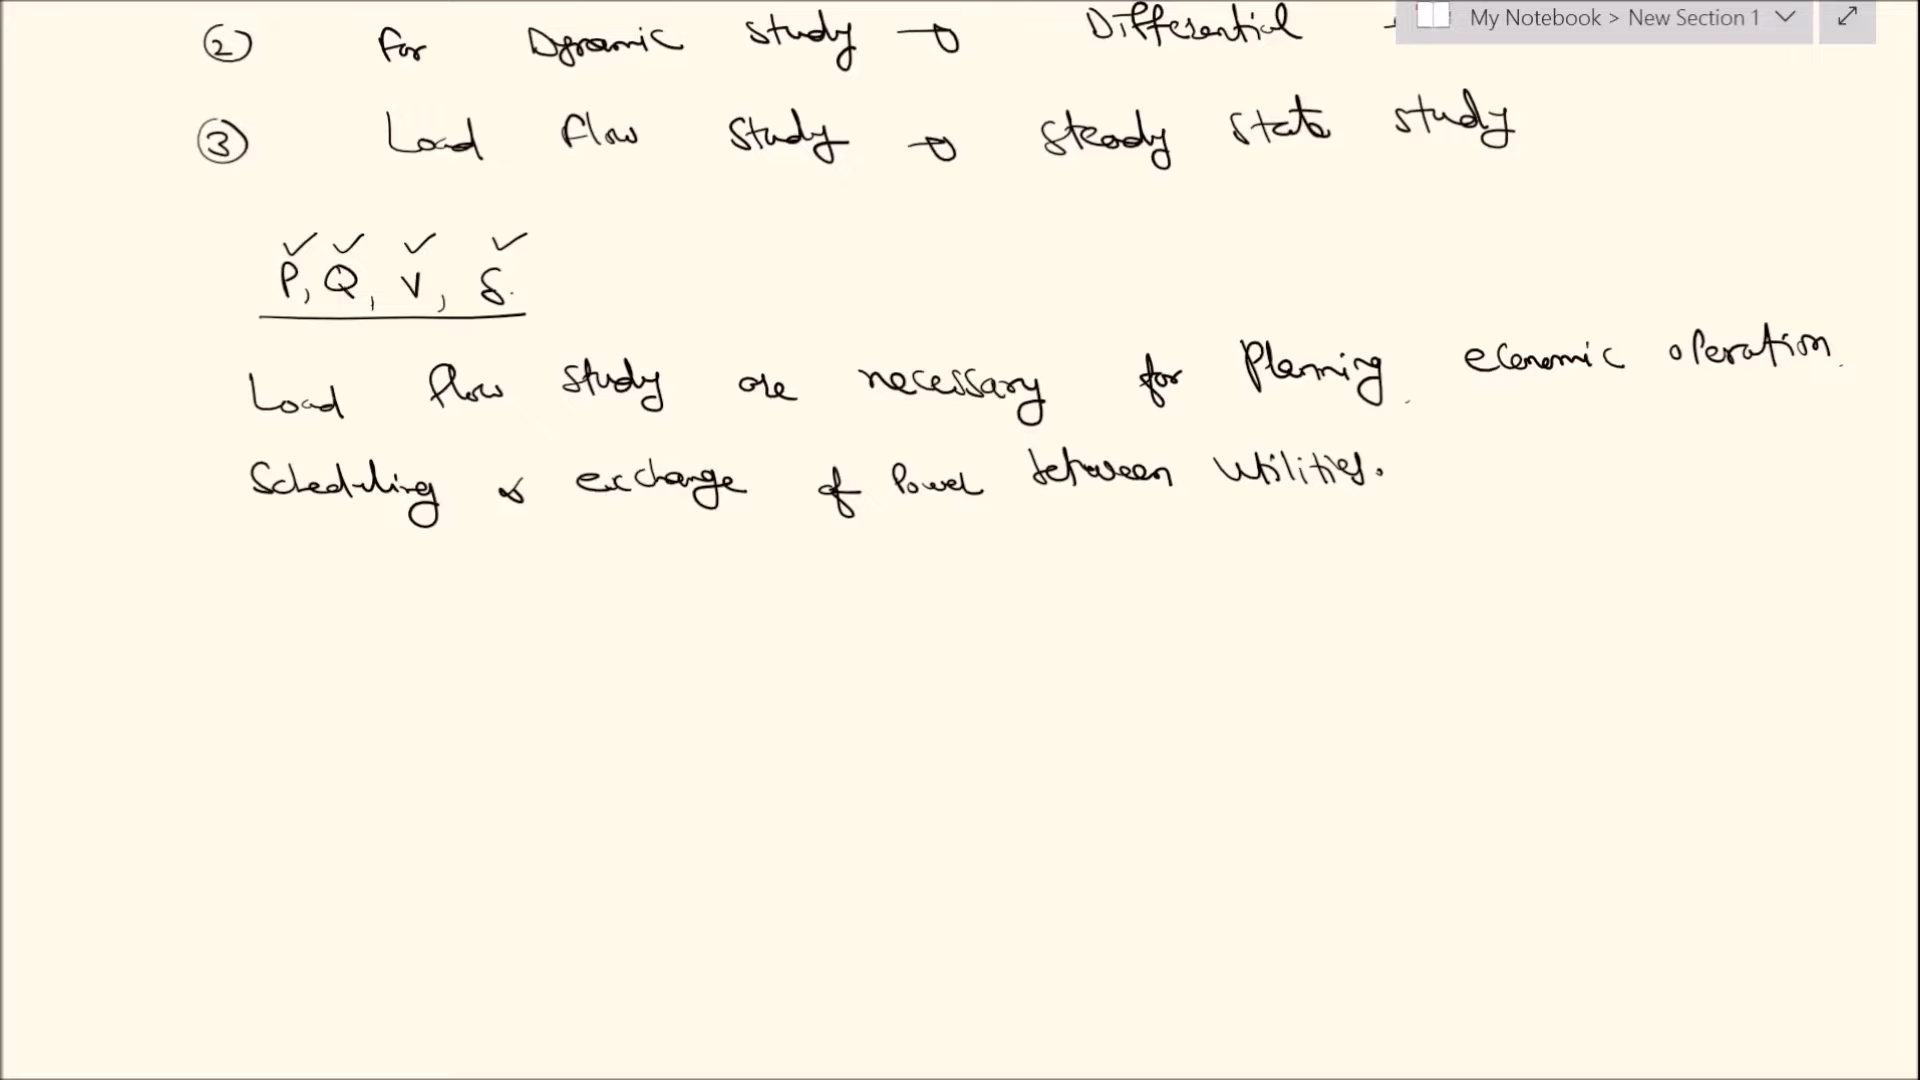 My Notebook > New Section 1
② For Dynamic study → Differential -
③ Load flow study → steady state study
✓ ✓ ✓ ✓
P, Q, V, δ.
Load flow study are necessary for Planning, economic operation.
Scheduling & exchange of Power between Utilities.